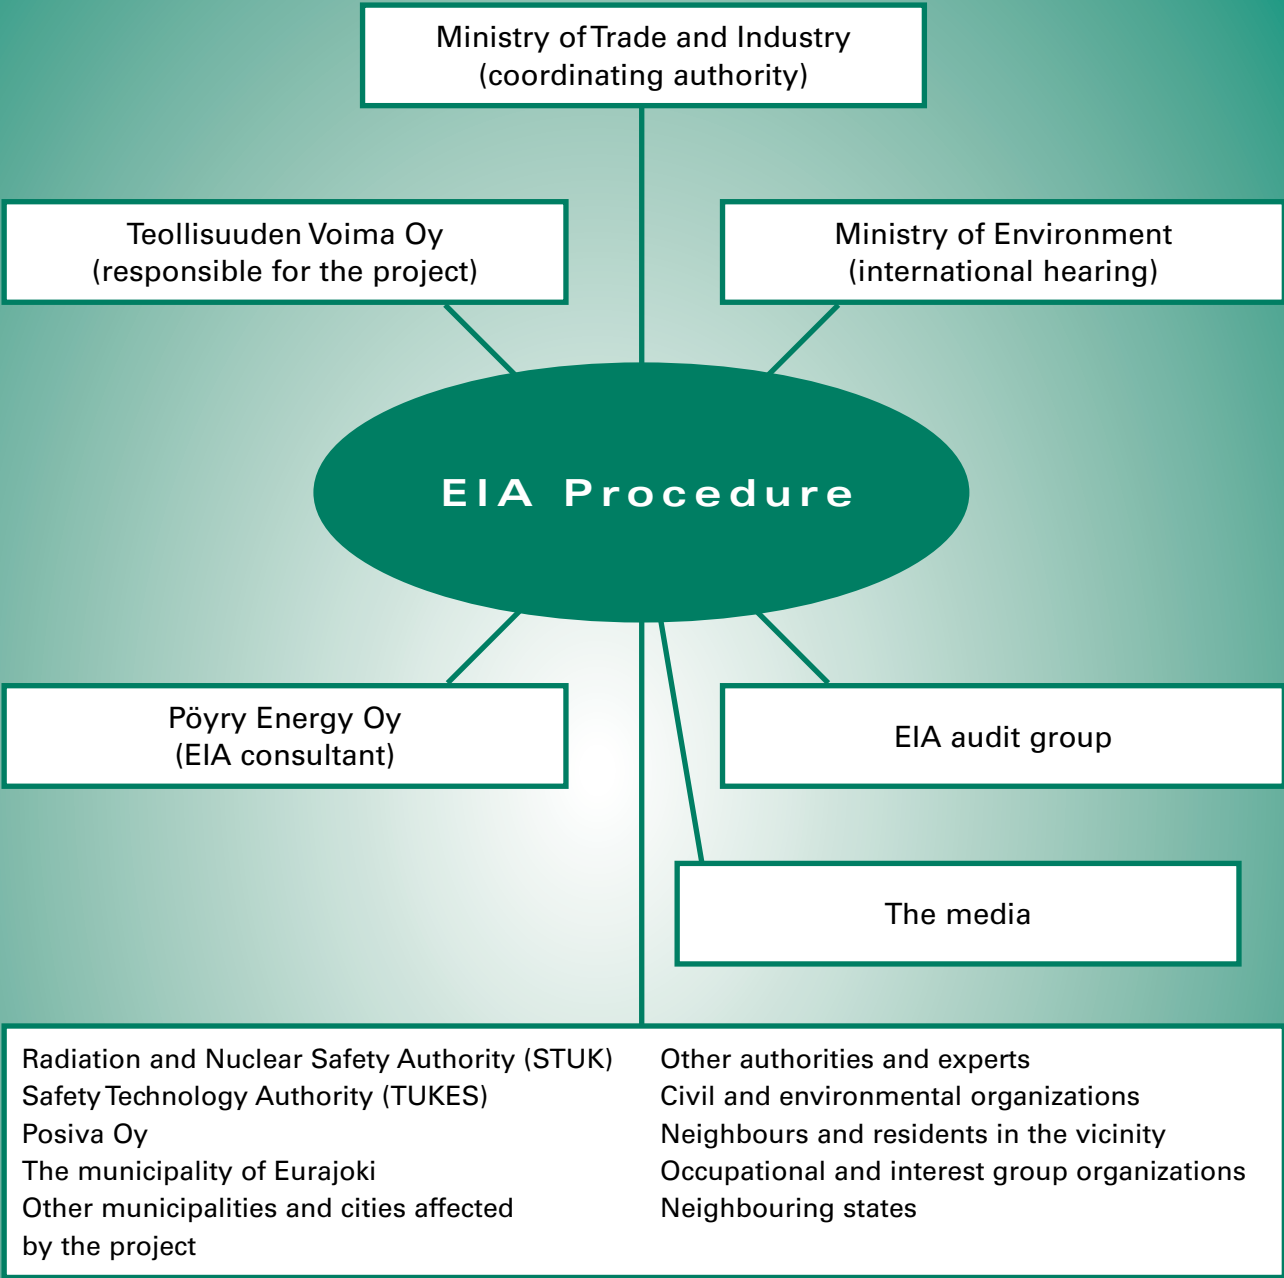 Ministry of Trade and Industry
(coordinating authority)
Teollisuuden Voima Oy
(responsible for the project)
Ministry of Environment
(international hearing)
EIA Procedure
Pöyry Energy Oy
(EIA consultant)
EIA audit group
The media
Radiation and Nuclear Safety Authority (STUK)
Safety Technology Authority (TUKES)
Posiva Oy
The municipality of Eurajoki
Other municipalities and cities affected
by the project
Other authorities and experts
Civil and environmental organizations
Neighbours and residents in the vicinity
Occupational and interest group organizations
Neighbouring states